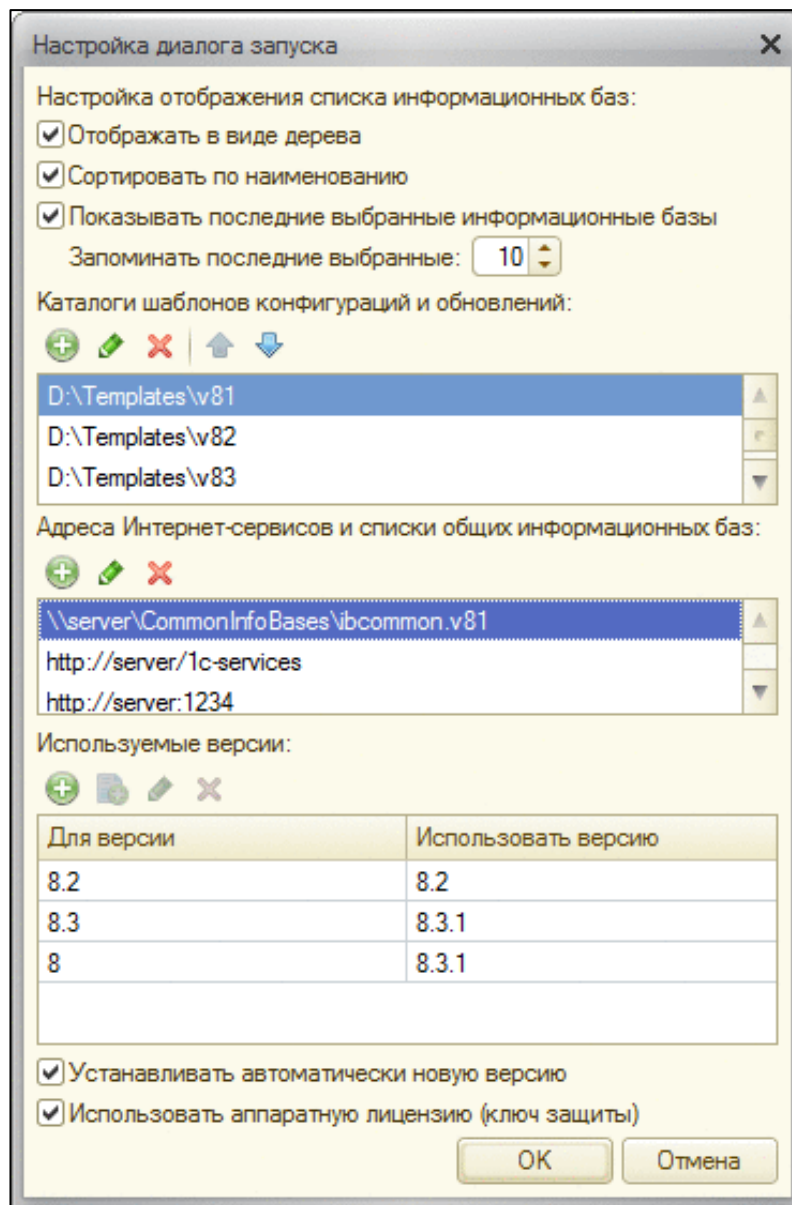 Настройка диалога запуска
Настройка отображения списка информационных баз:
Отображать в виде дерева
Сортировать по наименованию
Показывать последние выбранные информационные базы
Запоминать последние выбранные: 10
Каталоги шаблонов конфигураций и обновлений:
D:\Templates\v81
D:\Templates\v82
D:\Templates\v83
Адреса Интернет-сервисов и списки общих информационных баз:
\\server\CommonInfoBases\ibcommon.v81
http://server/1c-services
http://server:1234
Используемые версии:
Для версии Использовать версию
8.2 8.2
8.3 8.3.1
8 8.3.1
Устанавливать автоматически новую версию
Использовать аппаратную лицензию (ключ защиты)
OK Отмена